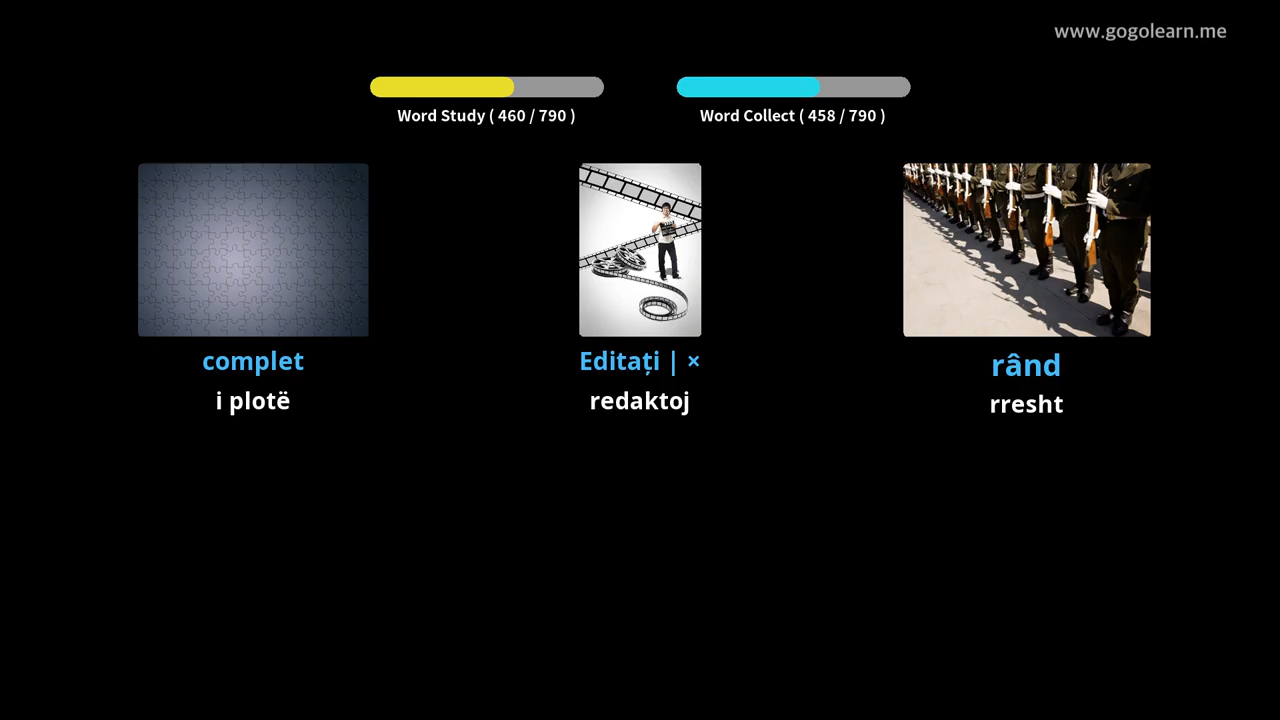 www.gogolearn.me
Word Study ( 460 / 790 )
Word Collect ( 458 / 790 )
complet
Editați | ×
rând
i plotë
redaktoj
rresht